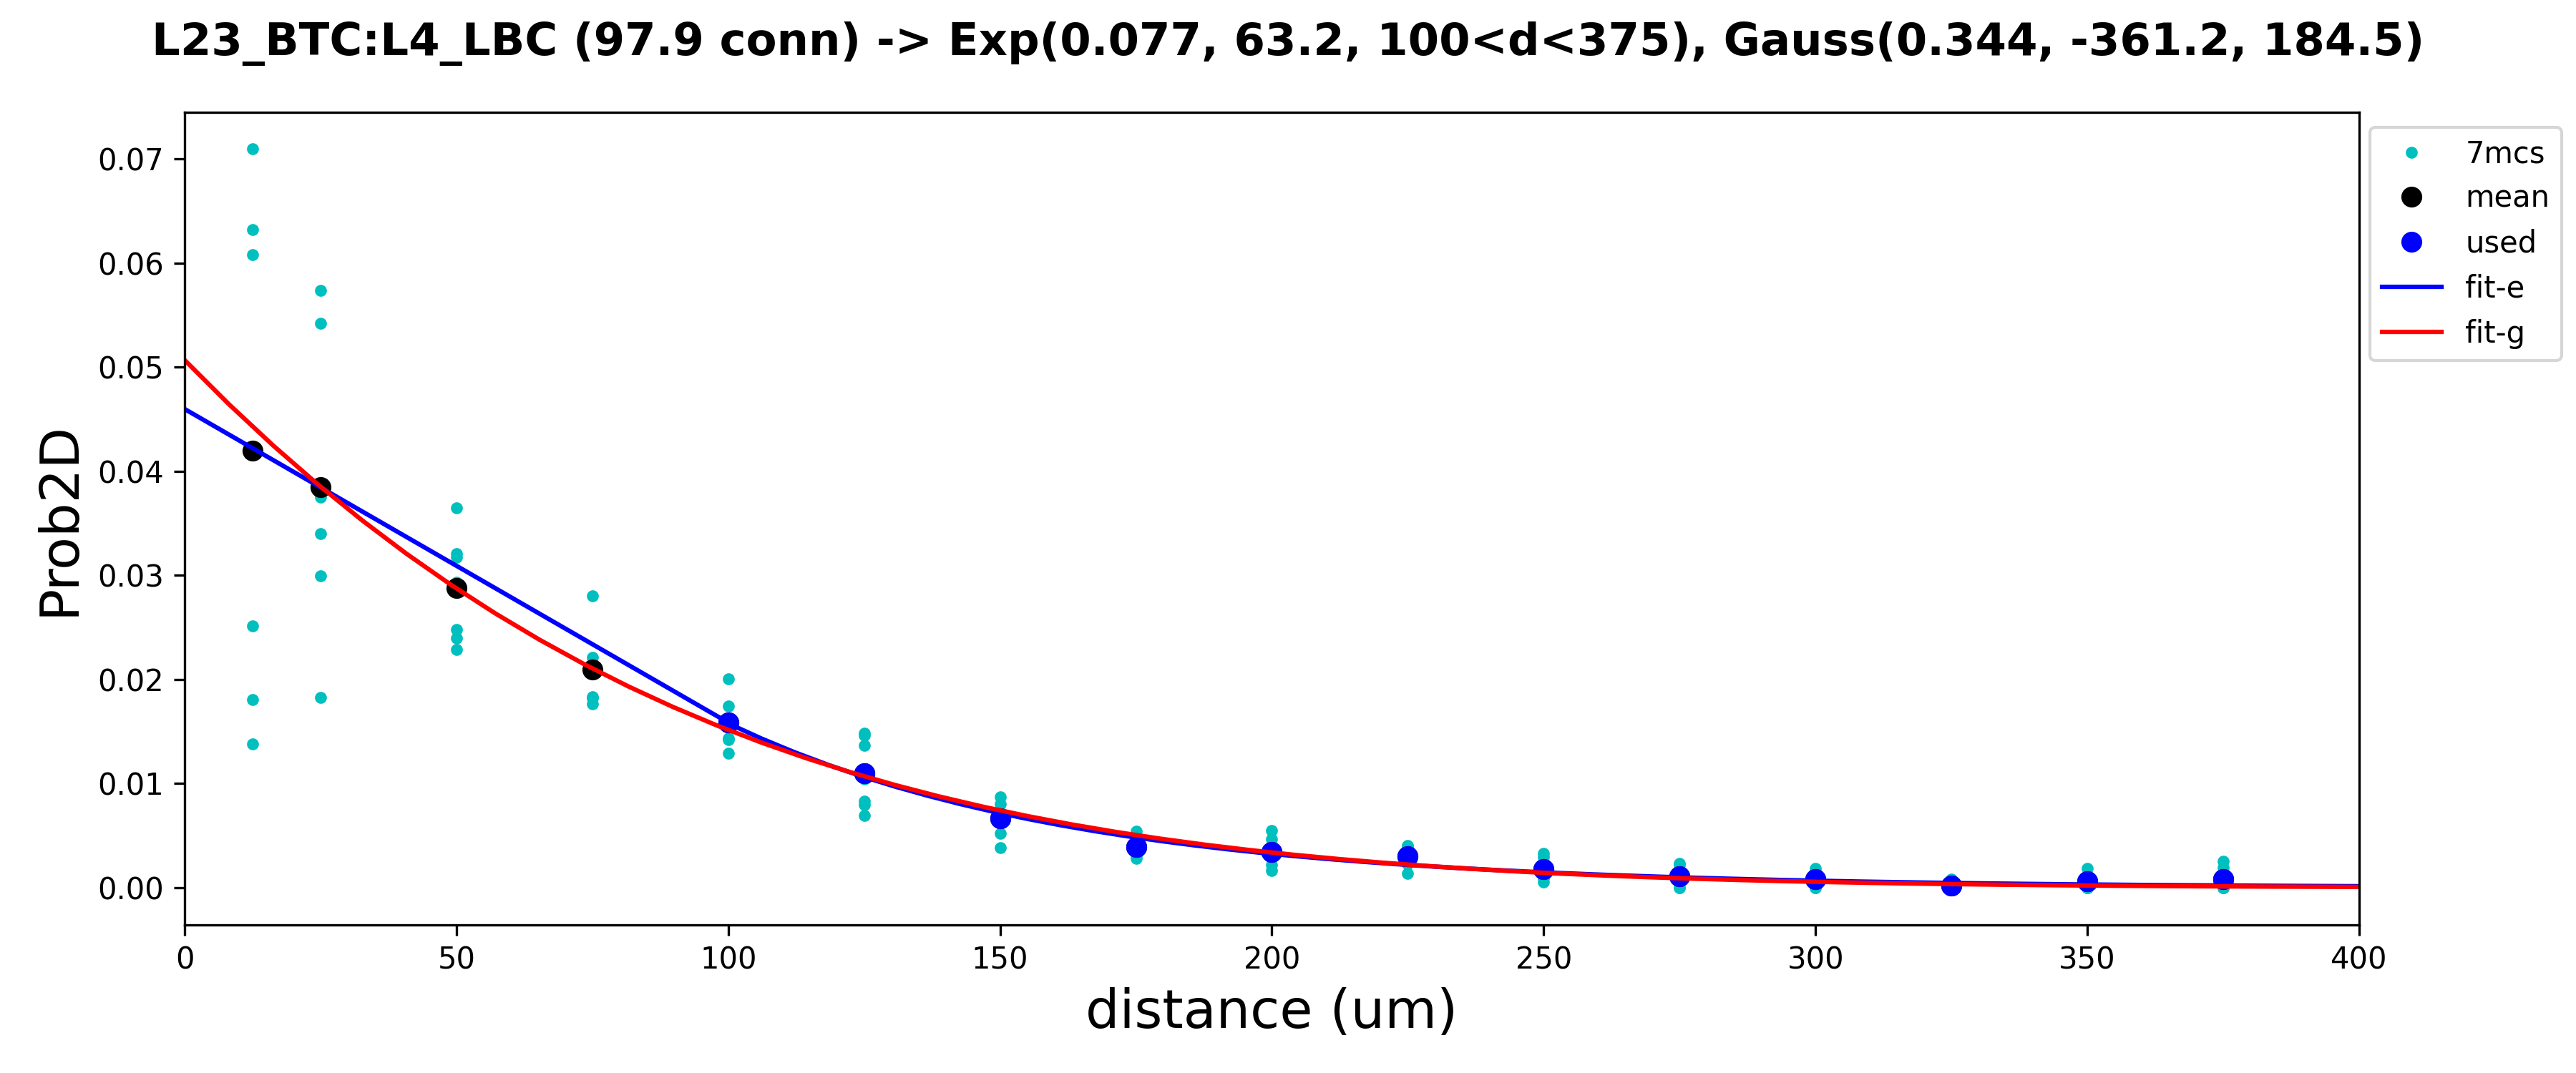 L23_BTC:L4_LBC (97.9 conn) -> Exp(0.077, 63.2, 100<d<375), Gauss(0.344, -361.2, 184.5)
0.07
0.06
0.05
0.04
0.03
0.02
0.01
0.00
Prob2D
0 50 100 150 200 250 300 350 400
distance (um)
7mcs
mean
used
fit-e
fit-g